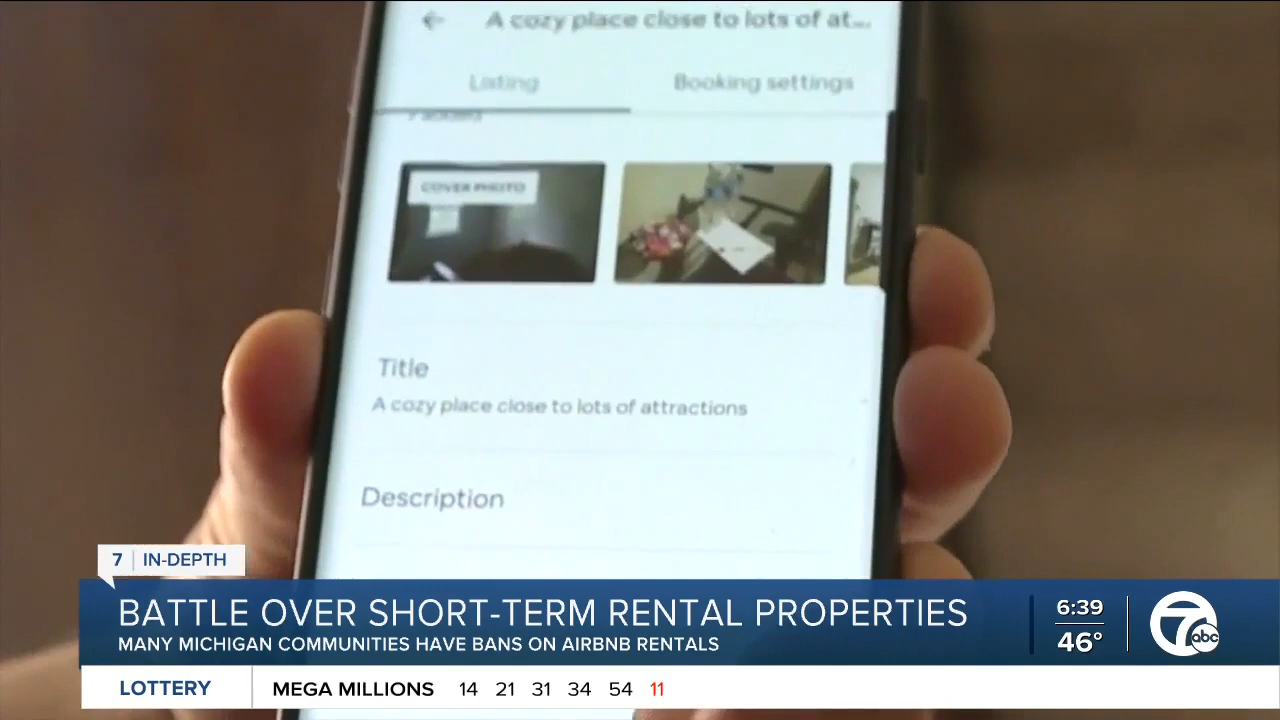 A cozy place close to lots of at...
Listing
Booking settings
COVER PHOTO
Title
A cozy place close to lots of attractions
Description
7 IN-DEPTH
BATTLE OVER SHORT-TERM RENTAL PROPERTIES
MANY MICHIGAN COMMUNITIES HAVE BANS ON AIRBNB RENTALS
6:39
46°
7 abc
LOTTERY MEGA MILLIONS 14 21 31 34 54 11